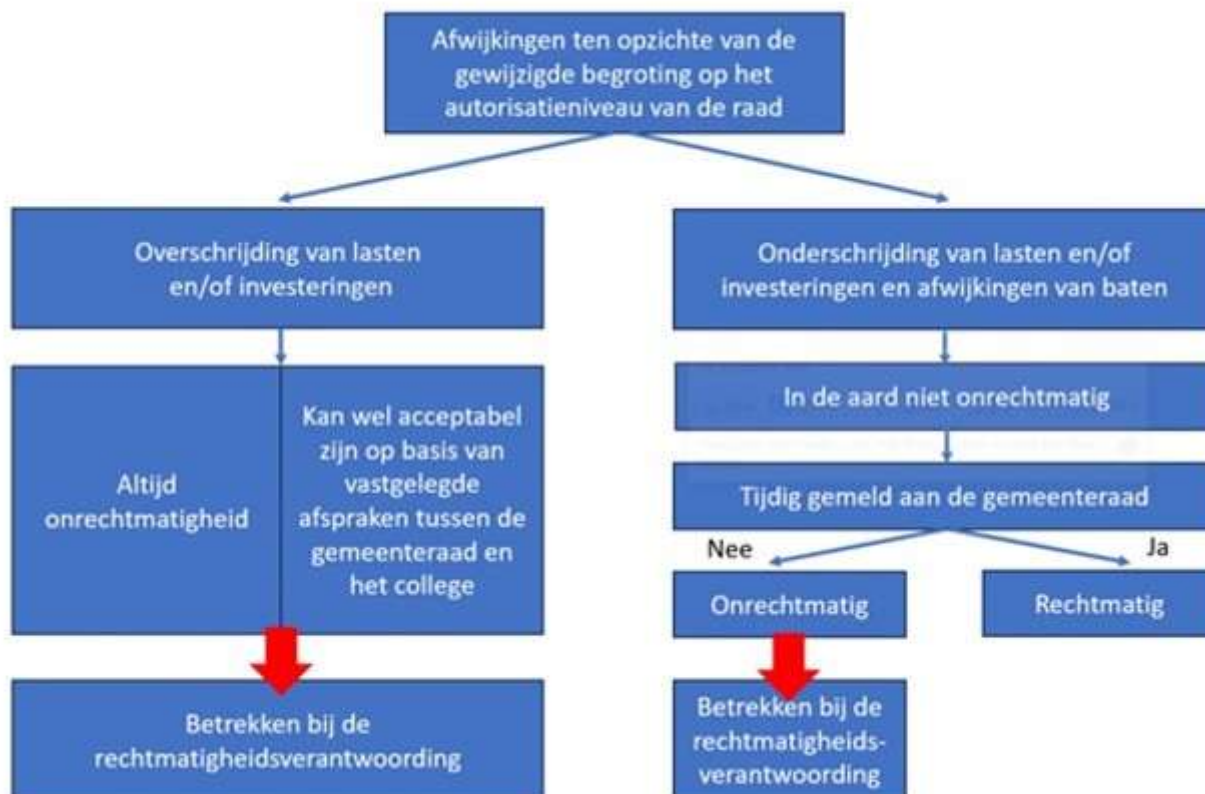 Afwijkingen ten opzichte van de
gewijzigde begroting op het
autorisatieniveau van de raad
Overschrijding van lasten
en/of investeringen
Altijd
onrechtmatigheid
Kan wel acceptabel
zijn op basis van
vastgelegde
afspraken tussen de
gemeenteraad en
het college
Betrekken bij de
rechtmatigheidsverantwoording
Onderschrijding van lasten en/of
investeringen en afwijkingen van baten
In de aard niet onrechtmatig
Tijdig gemeld aan de gemeenteraad
Nee
Ja
Onrechtmatig
Rechtmatig
Betrekken bij de
rechtmatigheids-
verantwoording